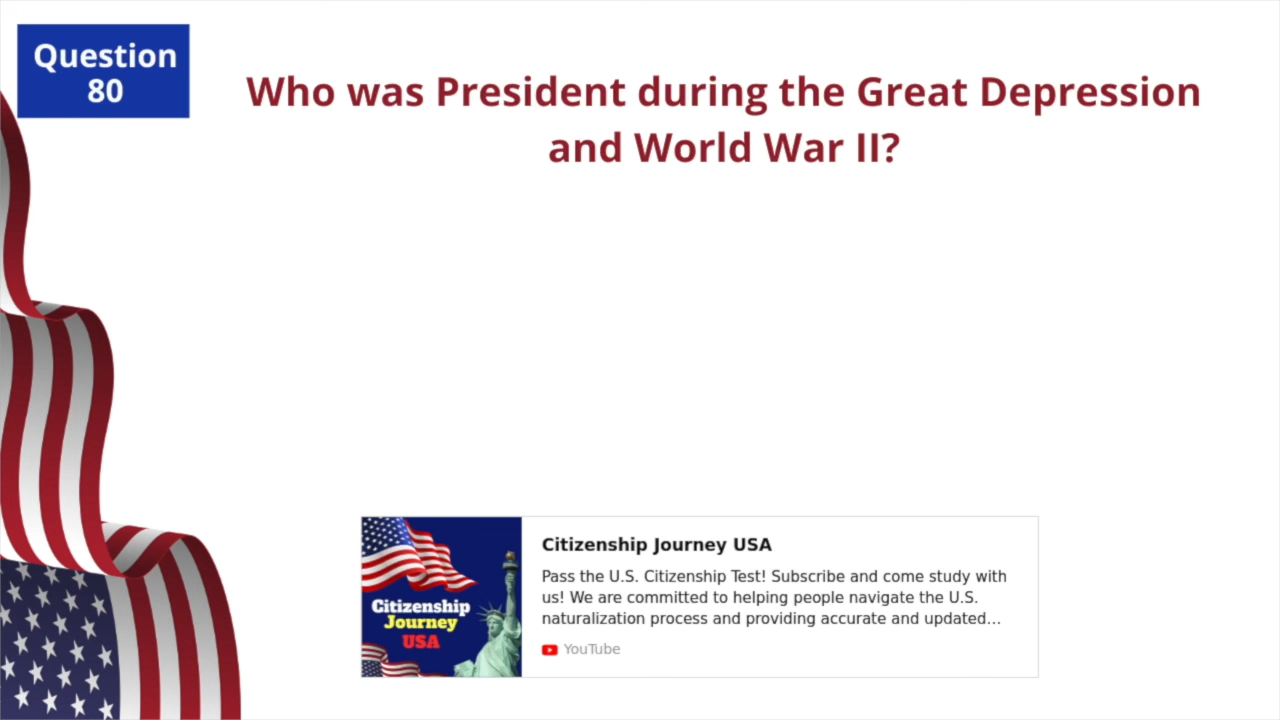 Question
80
Who was President during the Great Depression
and World War II?
Citizenship
Journey
USA
Citizenship Journey USA
Pass the U.S. Citizenship Test! Subscribe and come study with
us! We are committed to helping people navigate the U.S.
naturalization process and providing accurate and updated...
YouTube